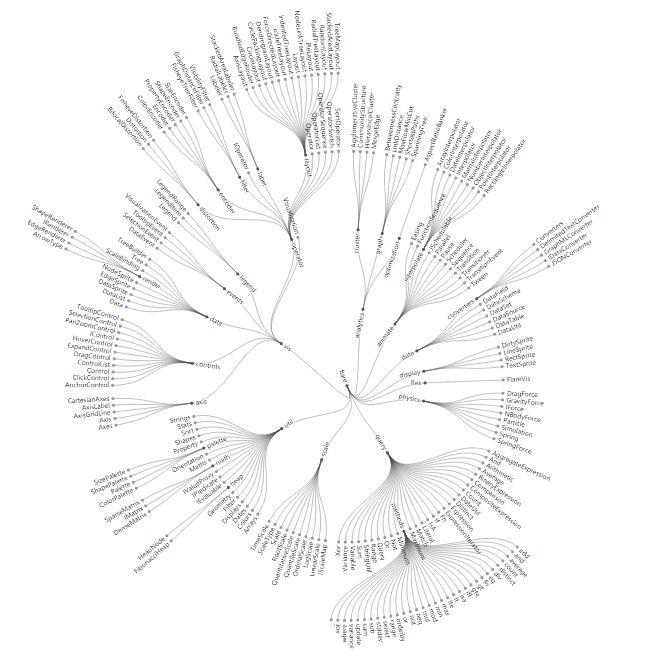 flare
analytics
cluster
AgglomerativeCluster
CommunityStructure
HierarchicalCluster
MergeEdge
graph
BetweennessCentrality
LinkDistance
MaxFlowMinCut
ShortestPaths
SpanningTree
optimization
AspectRatioBanker
animate
Easing
FunctionSequence
interpolate
ArrayInterpolator
ColorInterpolator
DateInterpolator
Interpolator
MatrixInterpolator
NumberInterpolator
ObjectInterpolator
PointInterpolator
RectangleInterpolator
ISchedulable
Parallel
Pause
Scheduler
Sequence
Transition
Transitioner
TransitionEvent
Tween
data
converters
Converters
DelimitedTextConverter
GraphMLConverter
IDataConverter
JSONConverter
DataField
DataSchema
DataSet
DataSource
DataTable
DataUtil
display
DirtySprite
LineSprite
RectSprite
TextSprite
flex
FlareVis
physics
DragForce
GravityForce
IForce
NBodyForce
Particle
Simulation
Spring
SpringForce
query
AggregateExpression
And
Arithmetic
Average
BinaryExpression
Comparison
CompositeExpression
Count
DateUtil
Distinct
Expression
ExpressionIterator
Fn
If
IsA
Literal
Match
Maximum
methods
add
and
average
count
distinct
div
eq
fn
gt
gte
iff
isa
lt
lte
max
min
mod
mul
neq
not
or
orderby
range
select
stddev
sub
sum
update
variance
where
xor
Minimum
Not
Or
Query
Range
StringUtil
Sum
Variable
Variance
Xor
scale
IScaleMap
LinearScale
LogScale
OrdinalScale
QuantileScale
QuantitativeScale
RootScale
Scale
ScaleType
TimeScale
util
Arrays
Colors
Dates
Displays
Filter
Geometry
heap
FibonacciHeap
HeapNode
IEvaluable
IPredicate
IValueProxy
math
DenseMatrix
IMatrix
SparseMatrix
Maths
Orientation
palette
ColorPalette
Palette
ShapePalette
SizePalette
Property
Shapes
Sort
Stats
Strings
vis
axis
Axes
Axis
AxisGridLine
AxisLabel
CartesianAxes
controls
AnchorControl
ClickControl
Control
ControlList
DragControl
ExpandControl
HoverControl
IControl
PanZoomControl
SelectionControl
TooltipControl
data
Data
DataList
DataSprite
EdgeSprite
NodeSprite
render
ArrowType
EdgeRenderer
IRenderer
ShapeRenderer
ScaleBinding
Tree
TreeBuilder
events
DataEvent
SelectionEvent
TooltipEvent
VisualizationEvent
legend
Legend
LegendItem
LegendRange
operator
distortion
BifocalDistortion
Distortion
FisheyeDistortion
encoder
ColorEncoder
Encoder
PropertyEncoder
ShapeEncoder
SizeEncoder
filter
FisheyeTreeFilter
GraphDistanceFilter
VisibilityFilter
IOperator
label
Labeler
RadialLabeler
StackedAreaLabeler
layout
AxisLayout
BundledEdgeRouter
CircleLayout
CirclePackingLayout
DendrogramLayout
ForceDirectedLayout
IcicleTreeLayout
IndentedTreeLayout
Layout
NodeLinkTreeLayout
PieLayout
RadialTreeLayout
RandomLayout
StackedAreaLayout
TreeMapLayout
Operator
OperatorList
OperatorSequence
OperatorSwitch
SortOperator
Visualization